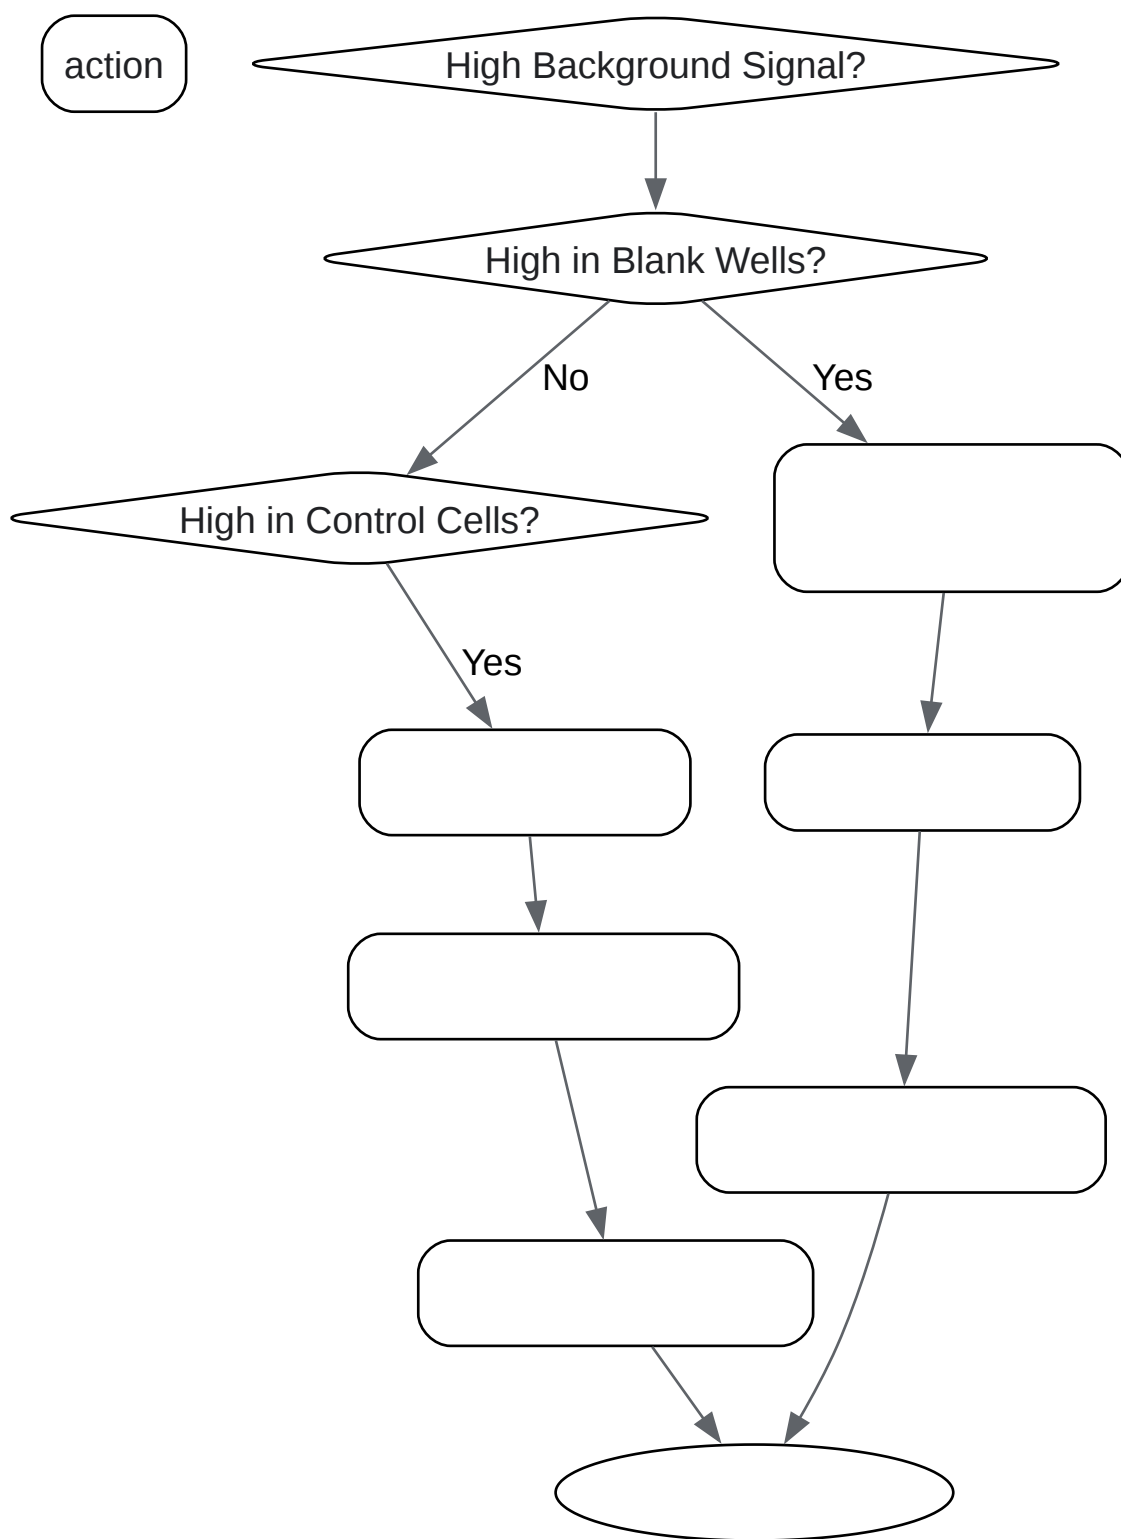 action
High Background Signal?
High in Blank Wells?
No
Yes
High in Control Cells?
Yes